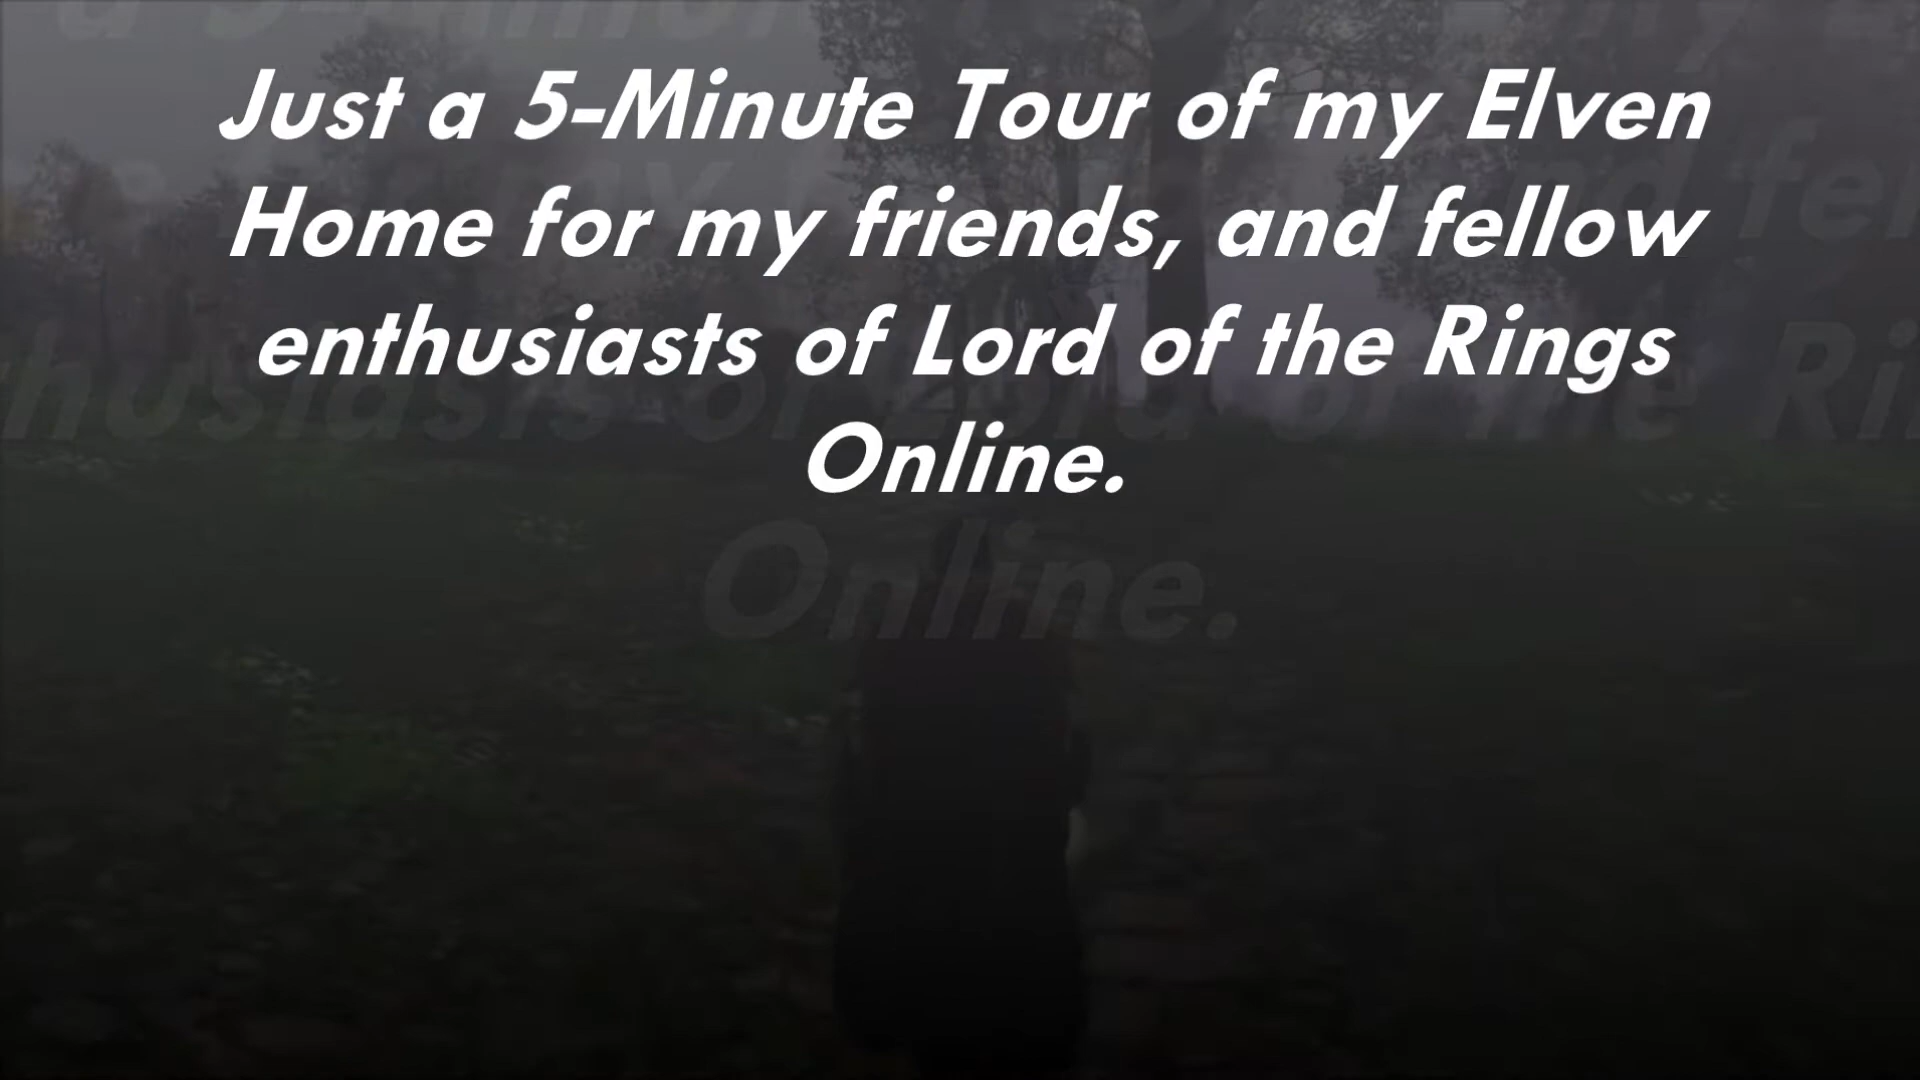 Just a 5-Minute Tour of my Elven
Home for my friends, and fellow
enthusiasts of Lord of the Rings
Online.